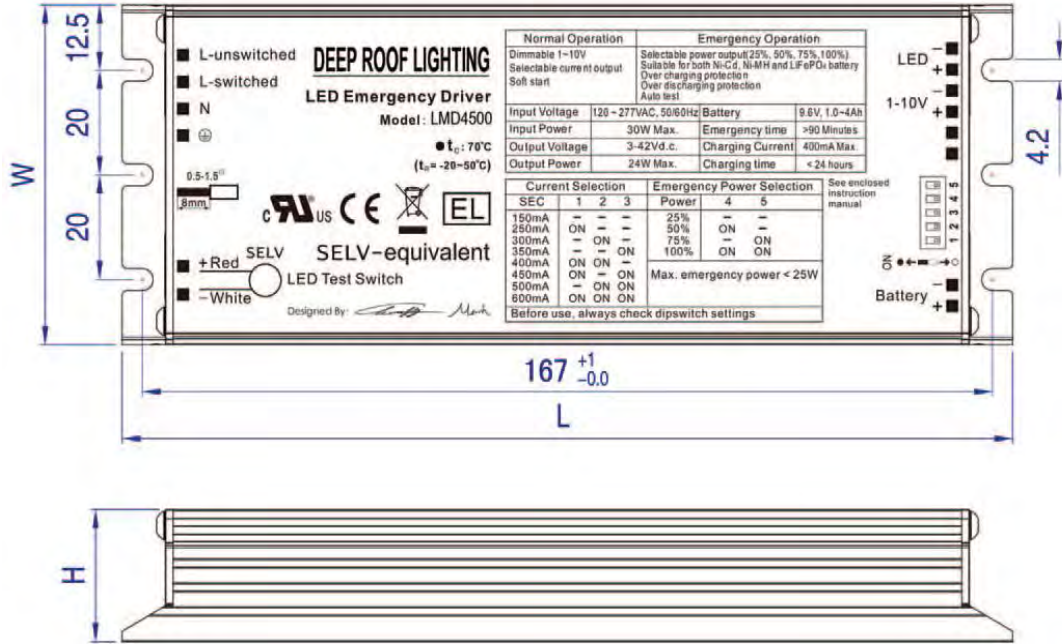 12.5
20
20
W
L-unswitched
L-switched
N
0.5-1.5
8mm
SELV
+Red
−White
LED Test Switch
DEEP ROOF LIGHTING
LED Emergency Driver
Model: LMD4500
tc: 70℃
-20~50℃)
c RU US CE EL
SELV-equivalent
Designed By:
Normal Operation Emergency Operation
Dimmable 1~10V
Selectable current output
Soft start
Selectable power output(25%, 50%, 75%,100%)
Suitable for both Ni-Cd, Ni-MH and LiFePO₄ battery
Over charging protection
Over discharging protection
Auto test
Input Voltage 120~277VAC, 50/60Hz Battery 9.6V, 1.0~4Ah
Input Power 30W Max. Emergency time >90 Minutes
Output Voltage 3-42Vd.c. Charging Current 400mA Max.
Output Power 24W Max. Charging time <24 hours
Current Selection Emergency Power Selection
SEC 1 2 3 Power 4 5
150mA – – – 25% – –
250mA ON – – 50% ON –
300mA – ON – 75% – ON
350mA – – ON 100% ON ON
400mA ON ON –
450mA ON – ON Max. emergency power < 25W
500mA – ON ON
600mA ON ON ON
Before use, always check dipswitch settings
LED − +
1-10V − +
See enclosed
instruction
manual
1 2 3 4 5
ON
Battery − +
4.2
167 +1 −0.0
L
H